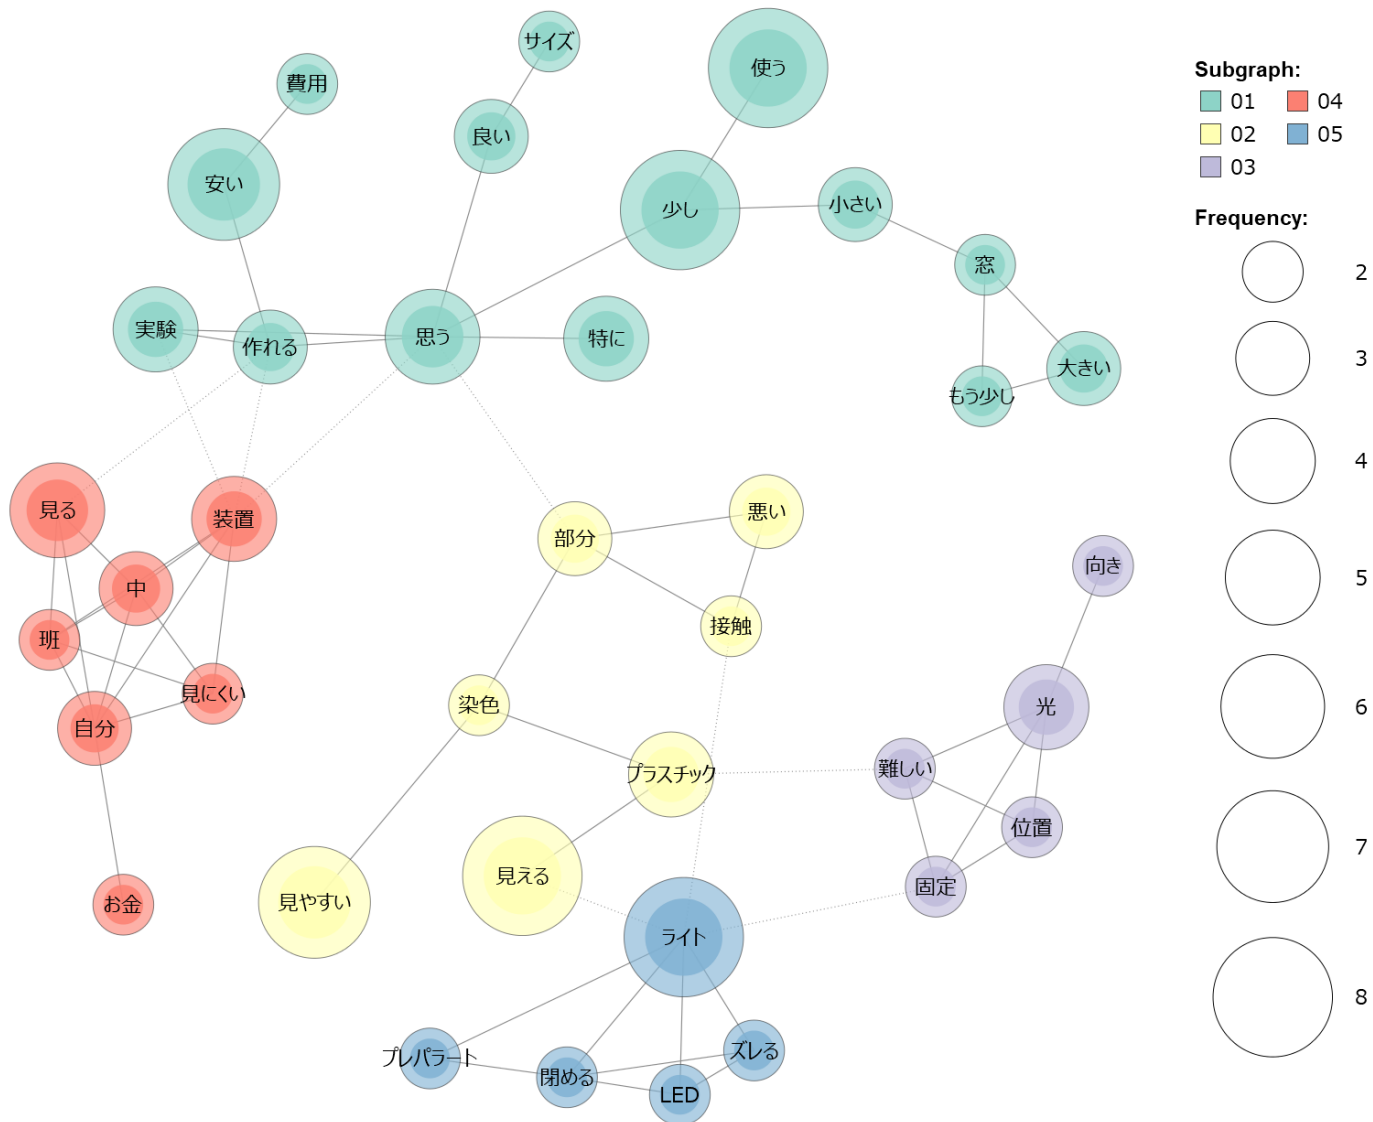 サイズ
使う
費用
良い
安い
少し
小さい
窓
実験
作れる
思う
特に
大きい
もう少し
見る
装置
部分
悪い
中
向き
班
接触
見にくい
自分
染色
光
プラスチック
難しい
位置
見える
固定
見やすい
お金
ライト
プレパラート
閉める
ズレる
LED
Subgraph:
01 04
02 05
03
Frequency:
2
3
4
5
6
7
8